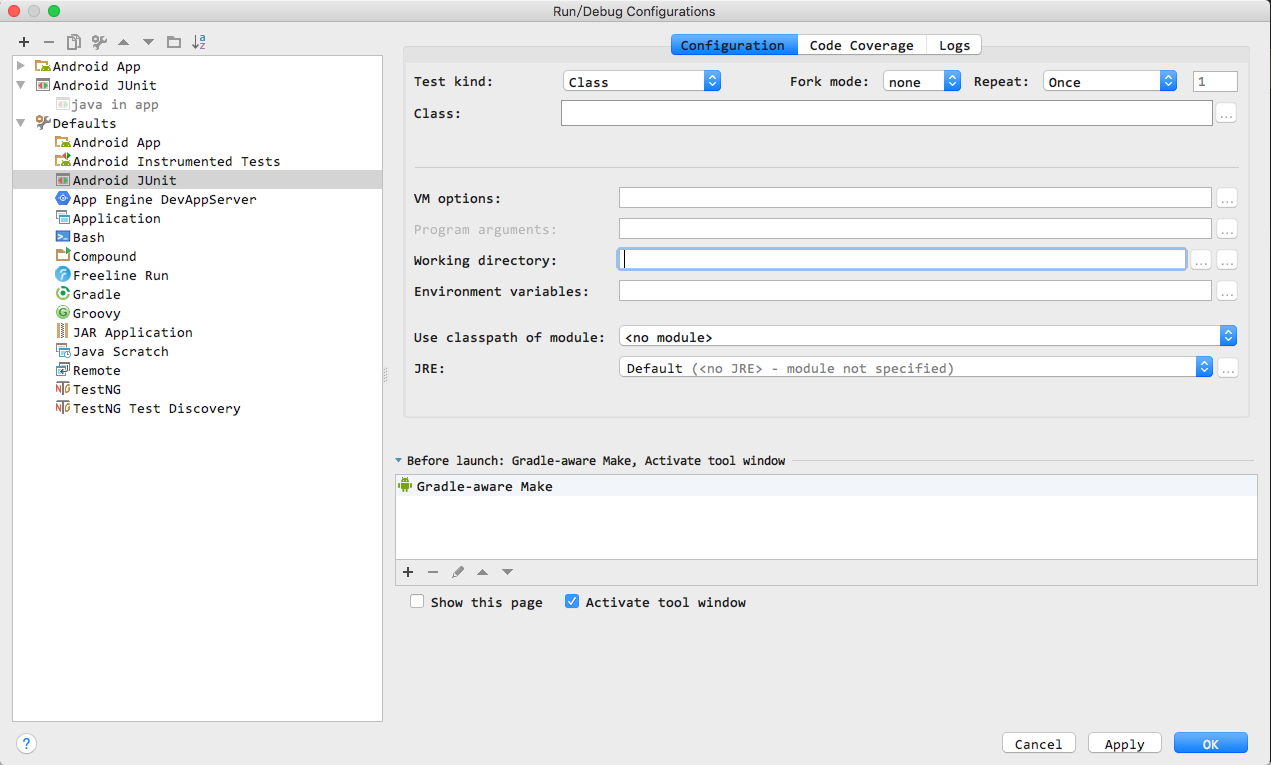 Run/Debug Configurations
Android App
Android JUnit
java in app
Defaults
Android App
Android Instrumented Tests
Android JUnit
App Engine DevAppServer
Application
Bash
Compound
Freeline Run
Gradle
Groovy
JAR Application
Java Scratch
Remote
TestNG
TestNG Test Discovery
Configuration Code Coverage Logs
Test kind: Class Fork mode: none Repeat: Once 1
Class: ...
VM options: ...
Program arguments: ...
Working directory: ... ...
Environment variables: ...
Use classpath of module: <no module>
JRE: Default (<no JRE> - module not specified) ...
Before launch: Gradle-aware Make, Activate tool window
Gradle-aware Make
Show this page Activate tool window
? Cancel Apply OK